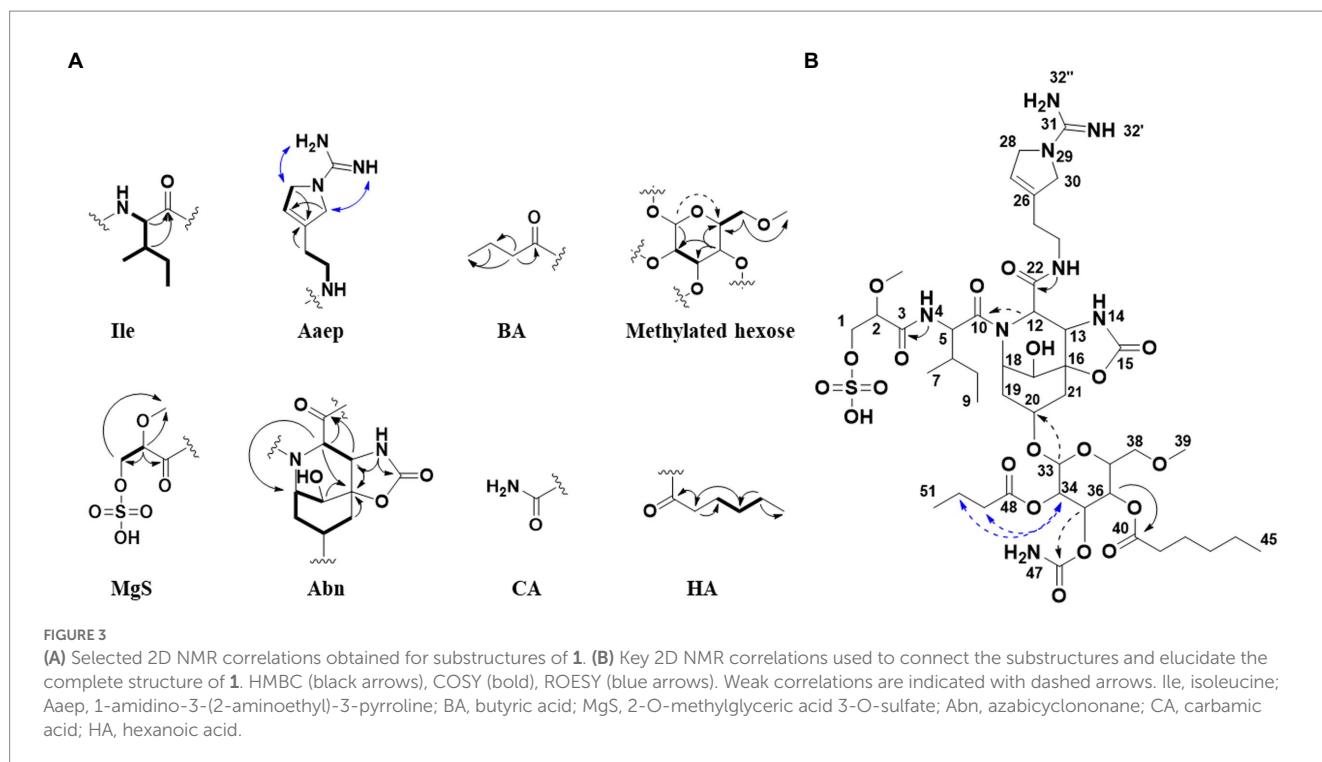 A
B
H
N
O
Ile
H₂N
NH
N
NH
Aaep
O
BA
O
O
O
O
O
O
Methylated hexose
O
O
O
O=S=O
OH
MgS
O
H
N
N
HO
O
O
Abn
H₂N
O
CA
O
HA
32"
H₂N
31
NH 32'
28
N
29
30
26
22
O
NH
O
H
N 4
O
H
N 14
1
2
3
5
10
N
12
13
O
O
OH
16
15
O
18
O
7
19
21
O=S=O
9
20
OH
O
O
38
39
33
O
51
O
34
36
48
O
O
40
45
H₂N
O
O
47
O
FIGURE 3
(A) Selected 2D NMR correlations obtained for substructures of 1. (B) Key 2D NMR correlations used to connect the substructures and elucidate the
complete structure of 1. HMBC (black arrows), COSY (bold), ROESY (blue arrows). Weak correlations are indicated with dashed arrows. Ile, isoleucine;
Aaep, 1-amidino-3-(2-aminoethyl)-3-pyrroline; BA, butyric acid; MgS, 2-O-methylglyceric acid 3-O-sulfate; Abn, azabicyclononane; CA, carbamic
acid; HA, hexanoic acid.